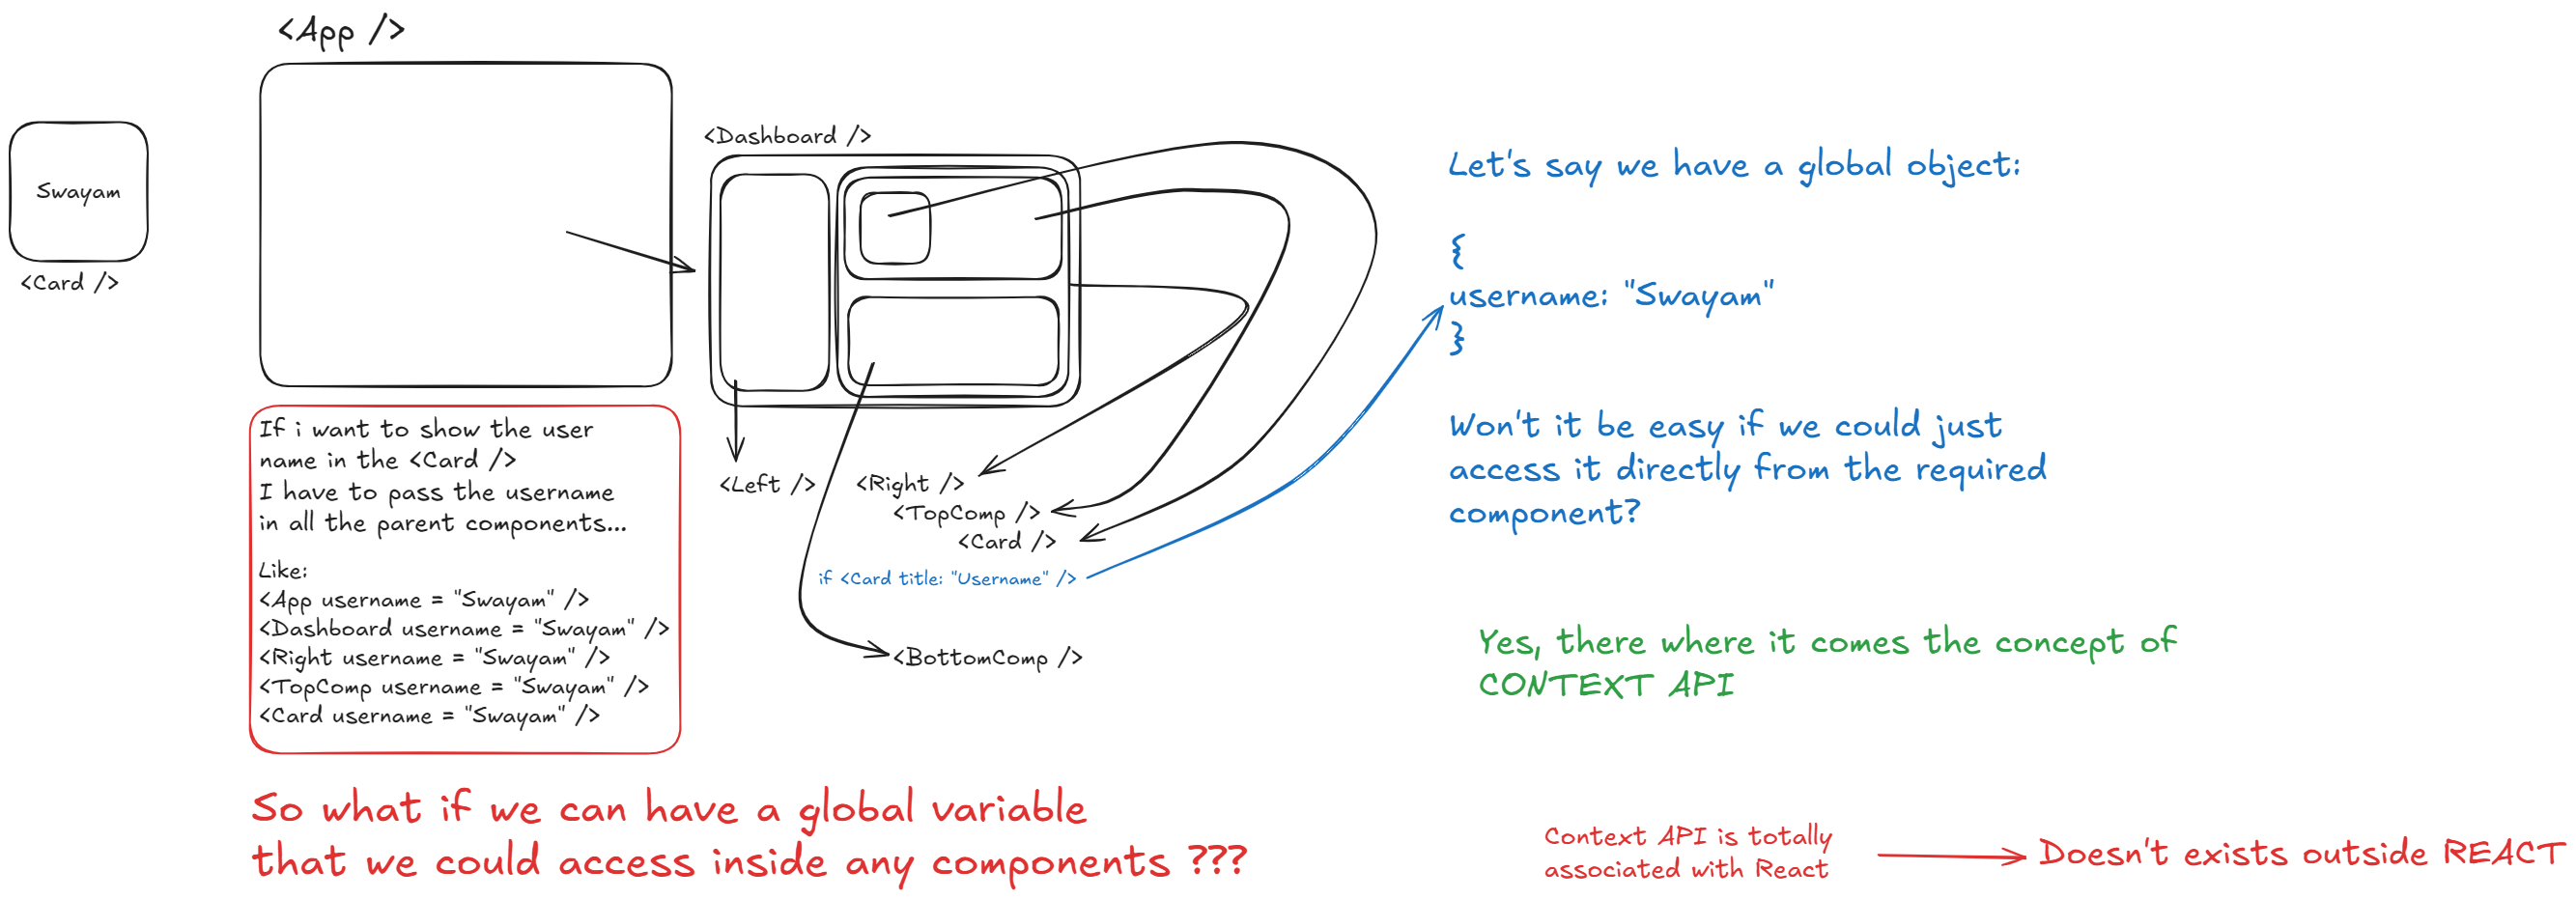 <App />
Swayam
<Card />
<Dashboard />
<Left />
<Right />
<TopComp />
<Card />
if <Card title: "Username" />
<BottomComp />
If i want to show the user
name in the <Card />
I have to pass the username
in all the parent components...
Like:
<App username = "Swayam" />
<Dashboard username = "Swayam" />
<Right username = "Swayam" />
<TopComp username = "Swayam" />
<Card username = "Swayam" />
So what if we can have a global variable
that we could access inside any components ???
Let's say we have a global object:
{
username: "Swayam"
}
Won't it be easy if we could just
access it directly from the required
component?
Yes, there where it comes the concept of
CONTEXT API
Context API is totally
associated with React
Doesn't exists outside REACT